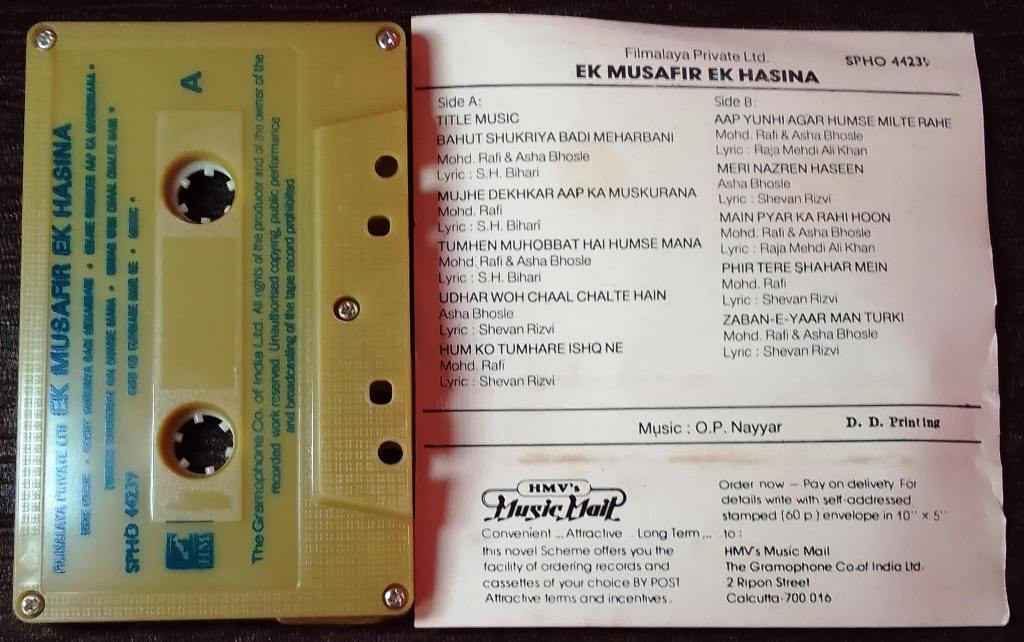 FILMALAYA PRIVATE LTD EK MUSAFIR EK HASINA
SPHO 44239
A
HMV
The Gramophone Co. of India Ltd. All rights of the producer and of the owner of the
recorded work reserved. Unauthorised copying, public performance
and broadcasting of the tape record prohibited
Filmalaya Private Ltd.
SPHO 44239
EK MUSAFIR EK HASINA
Side A:
TITLE MUSIC
BAHUT SHUKRIYA BADI MEHARBANI
Mohd. Rafi & Asha Bhosle
Lyric : S.H. Bihari
MUJHE DEKHKAR AAP KA MUSKURANA
Mohd. Rafi
Lyric : S.H. Bihari
TUMHEN MUHOBBAT HAI HUMSE MANA
Mohd. Rafi & Asha Bhosle
Lyric : S.H. Bihari
UDHAR WOH CHAAL CHALTE HAIN
Asha Bhosle
Lyric : Shevan Rizvi
HUM KO TUMHARE ISHQ NE
Mohd. Rafi
Lyric : Shevan Rizvi
Side B:
AAP YUNHI AGAR HUMSE MILTE RAHE
Mohd. Rafi & Asha Bhosle
Lyric : Raja Mehdi Ali Khan
MERI NAZREN HASEEN
Asha Bhosle
Lyric : Shevan Rizvi
MAIN PYAR KA RAHI HOON
Mohd. Rafi & Asha Bhosle
Lyric : Raja Mehdi Ali Khan
PHIR TERE SHAHAR MEIN
Mohd. Rafi
Lyric : Shevan Rizvi
ZABAN-E-YAAR MAN TURKI
Mohd. Rafi & Asha Bhosle
Lyric : Shevan Rizvi
Music : O.P. Nayyar
D. D. Printing
HMV's
Music Mail
Convenient ... Attractive ... Long Term ...
this novel Scheme offers you the
facility of ordering records and
cassettes of your choice BY POST
Attractive terms and incentives.
Order now — Pay on delivery For
details write with self-addressed
stamped (60 p) envelope in 10" x 5"
to :
HMV's Music Mail
The Gramophone Co of India Ltd.
2 Ripon Street
Calcutta-700 016